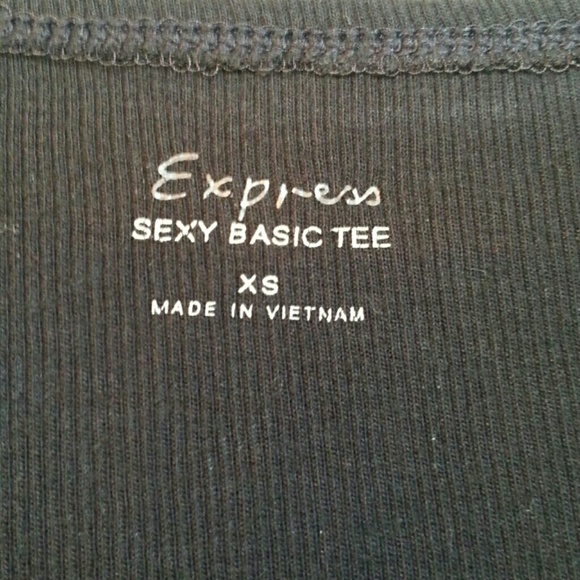 Express
SEXY BASIC TEE
XS
MADE IN VIETNAM